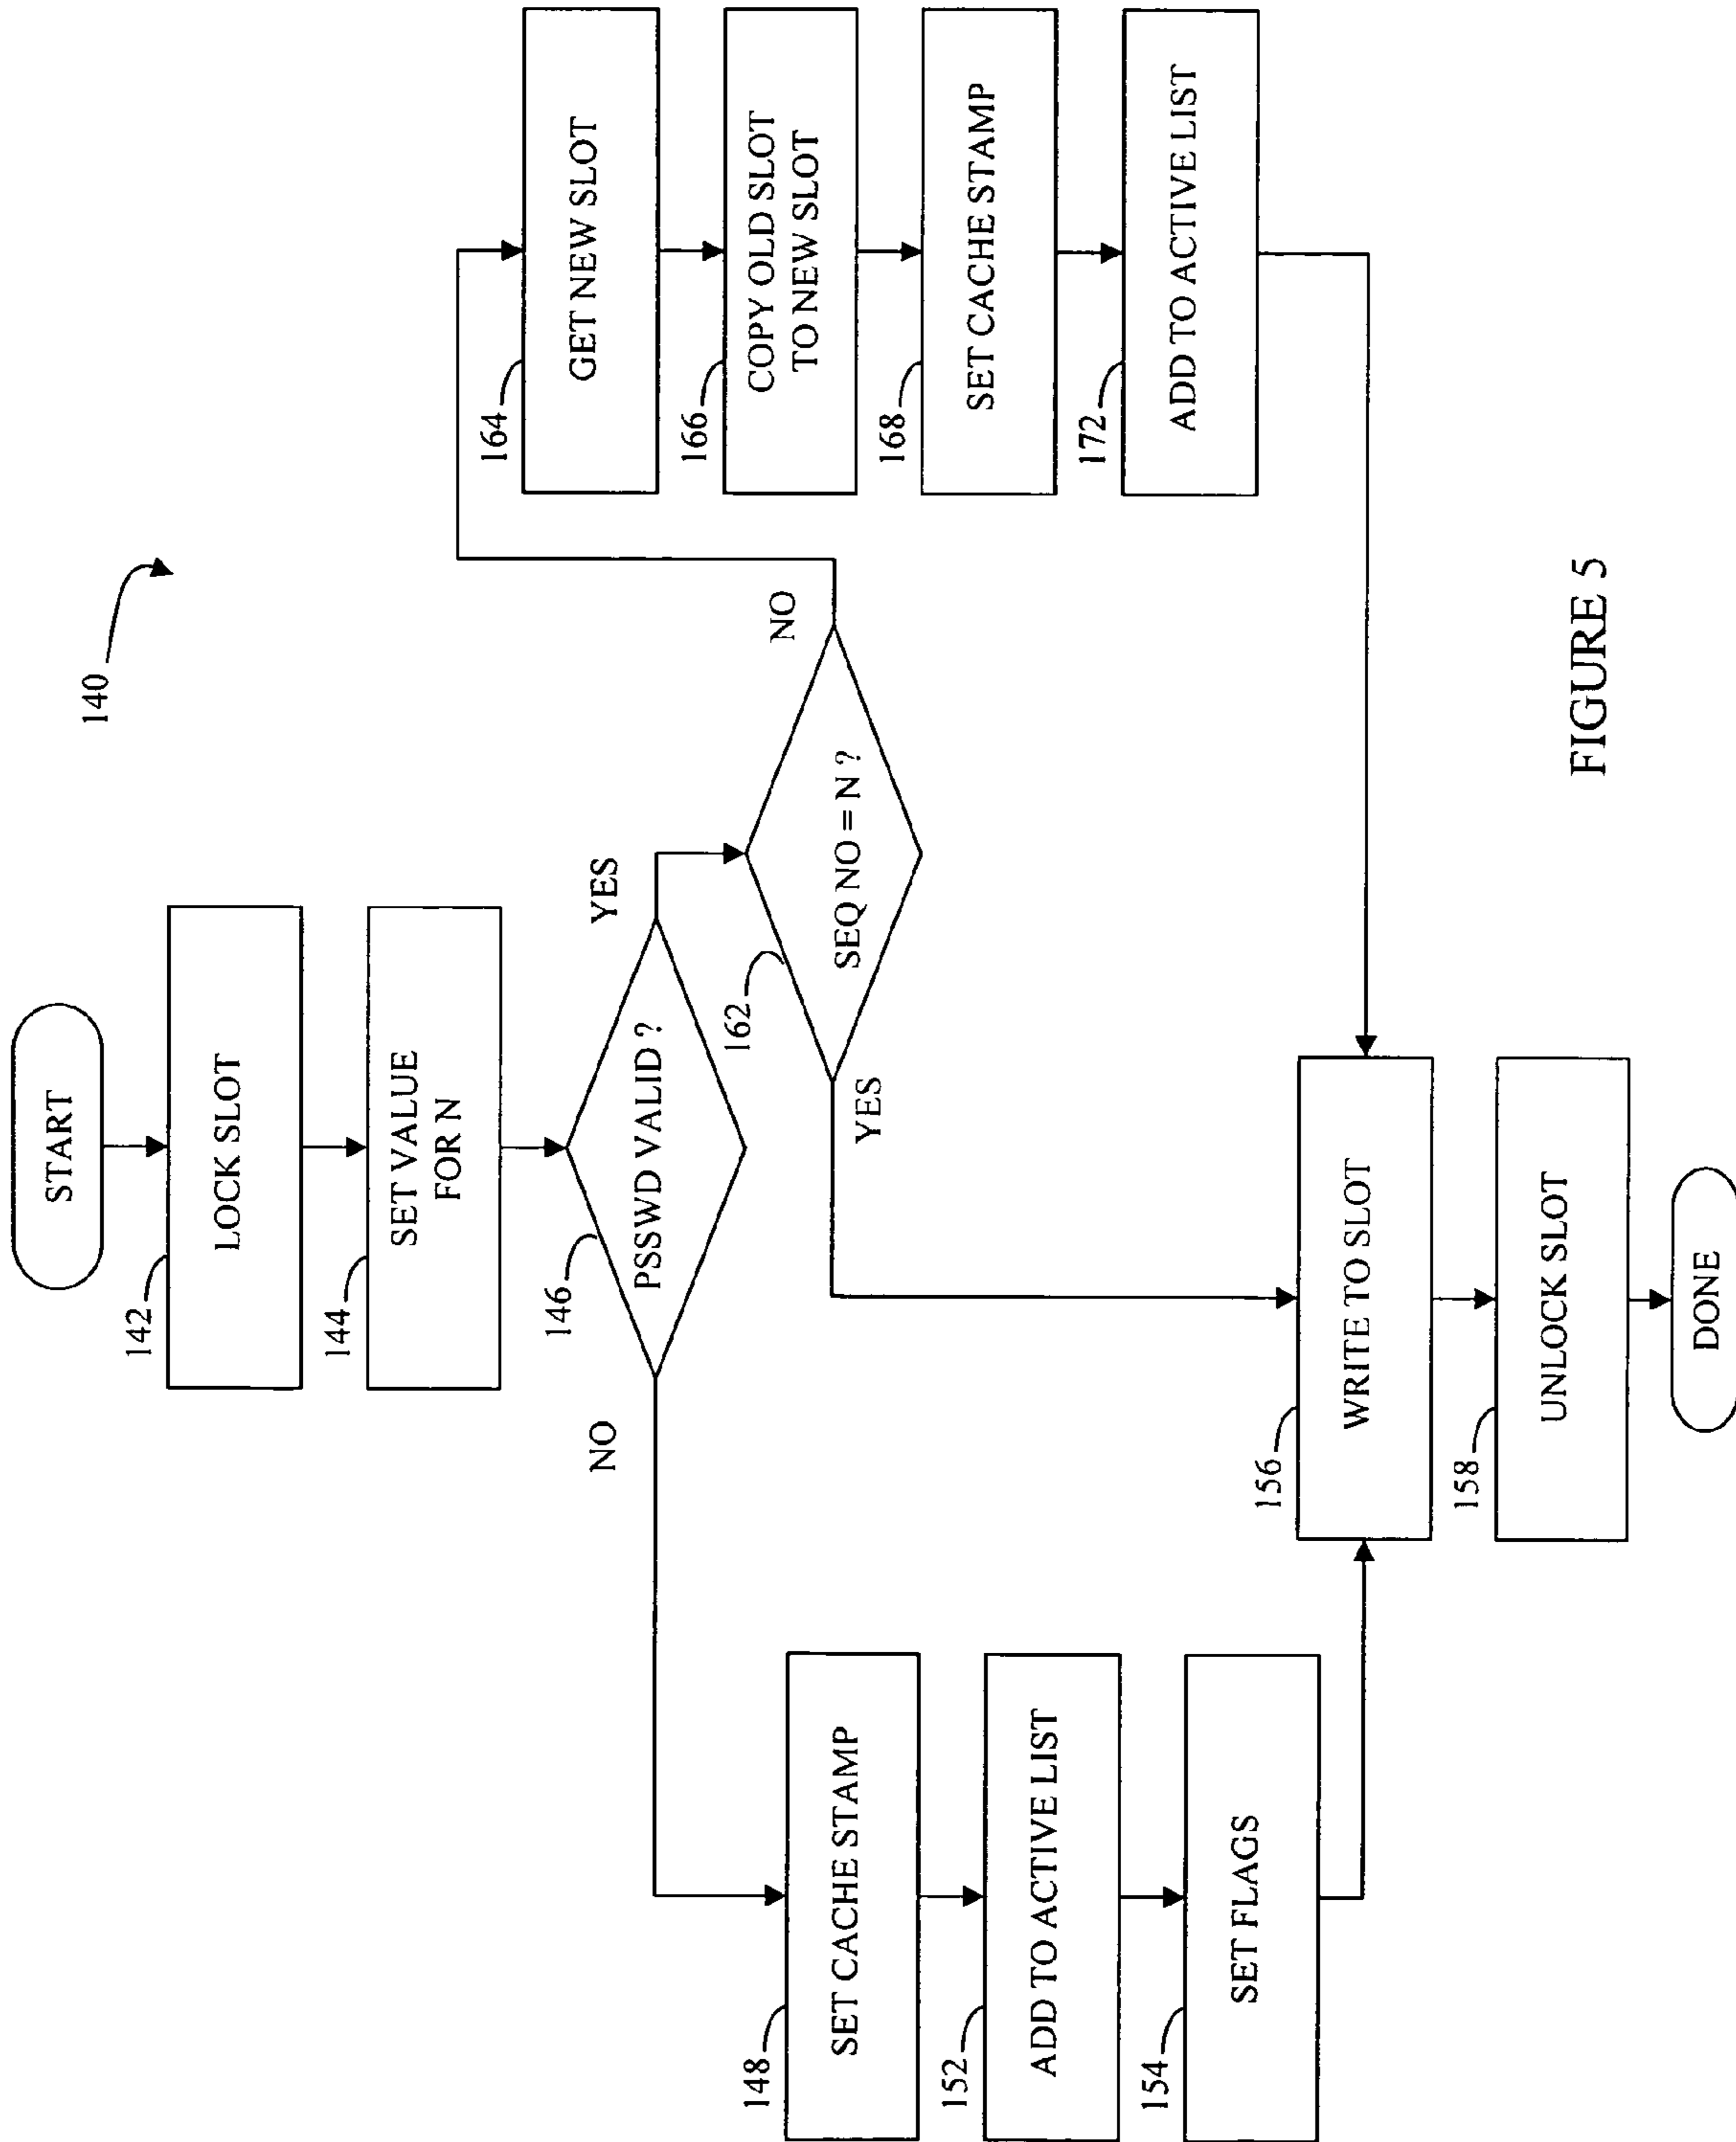 140
START
142
LOCK SLOT
144
SET VALUE
FOR N
146
PSSWD VALID ?
NO
YES
148
SET CACHE STAMP
152
ADD TO ACTIVE LIST
154
SET FLAGS
162
SEQ NO = N ?
YES
NO
164
GET NEW SLOT
166
COPY OLD SLOT
TO NEW SLOT
168
SET CACHE STAMP
172
ADD TO ACTIVE LIST
156
WRITE TO SLOT
158
UNLOCK SLOT
DONE
FIGURE 5